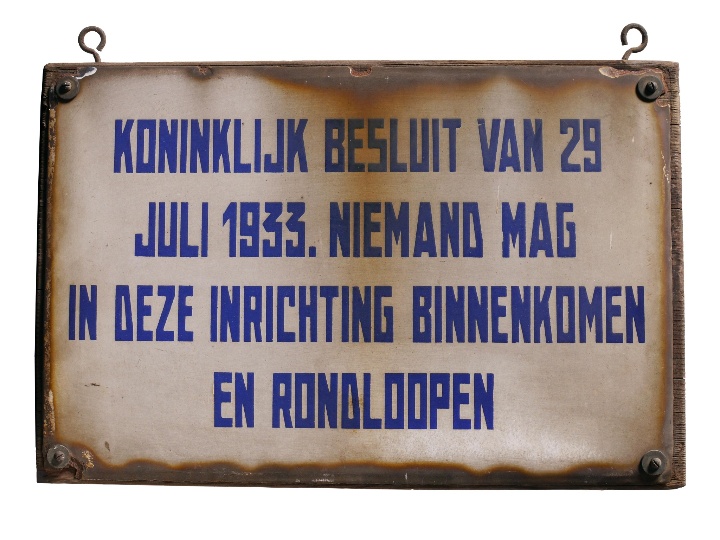 KONINKLIJK BESLUIT VAN 29
JULI 1933. NIEMAND MAG
IN DEZE INRICHTING BINNENKOMEN
EN RONDLOOPEN